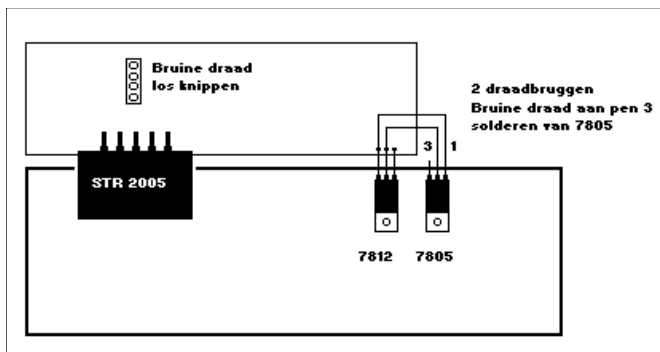 Bruine draad
los knippen
2 draadbruggen
Bruine draad aan pen 3
solderen van 7805
3 1
STR 2005
7812 7805